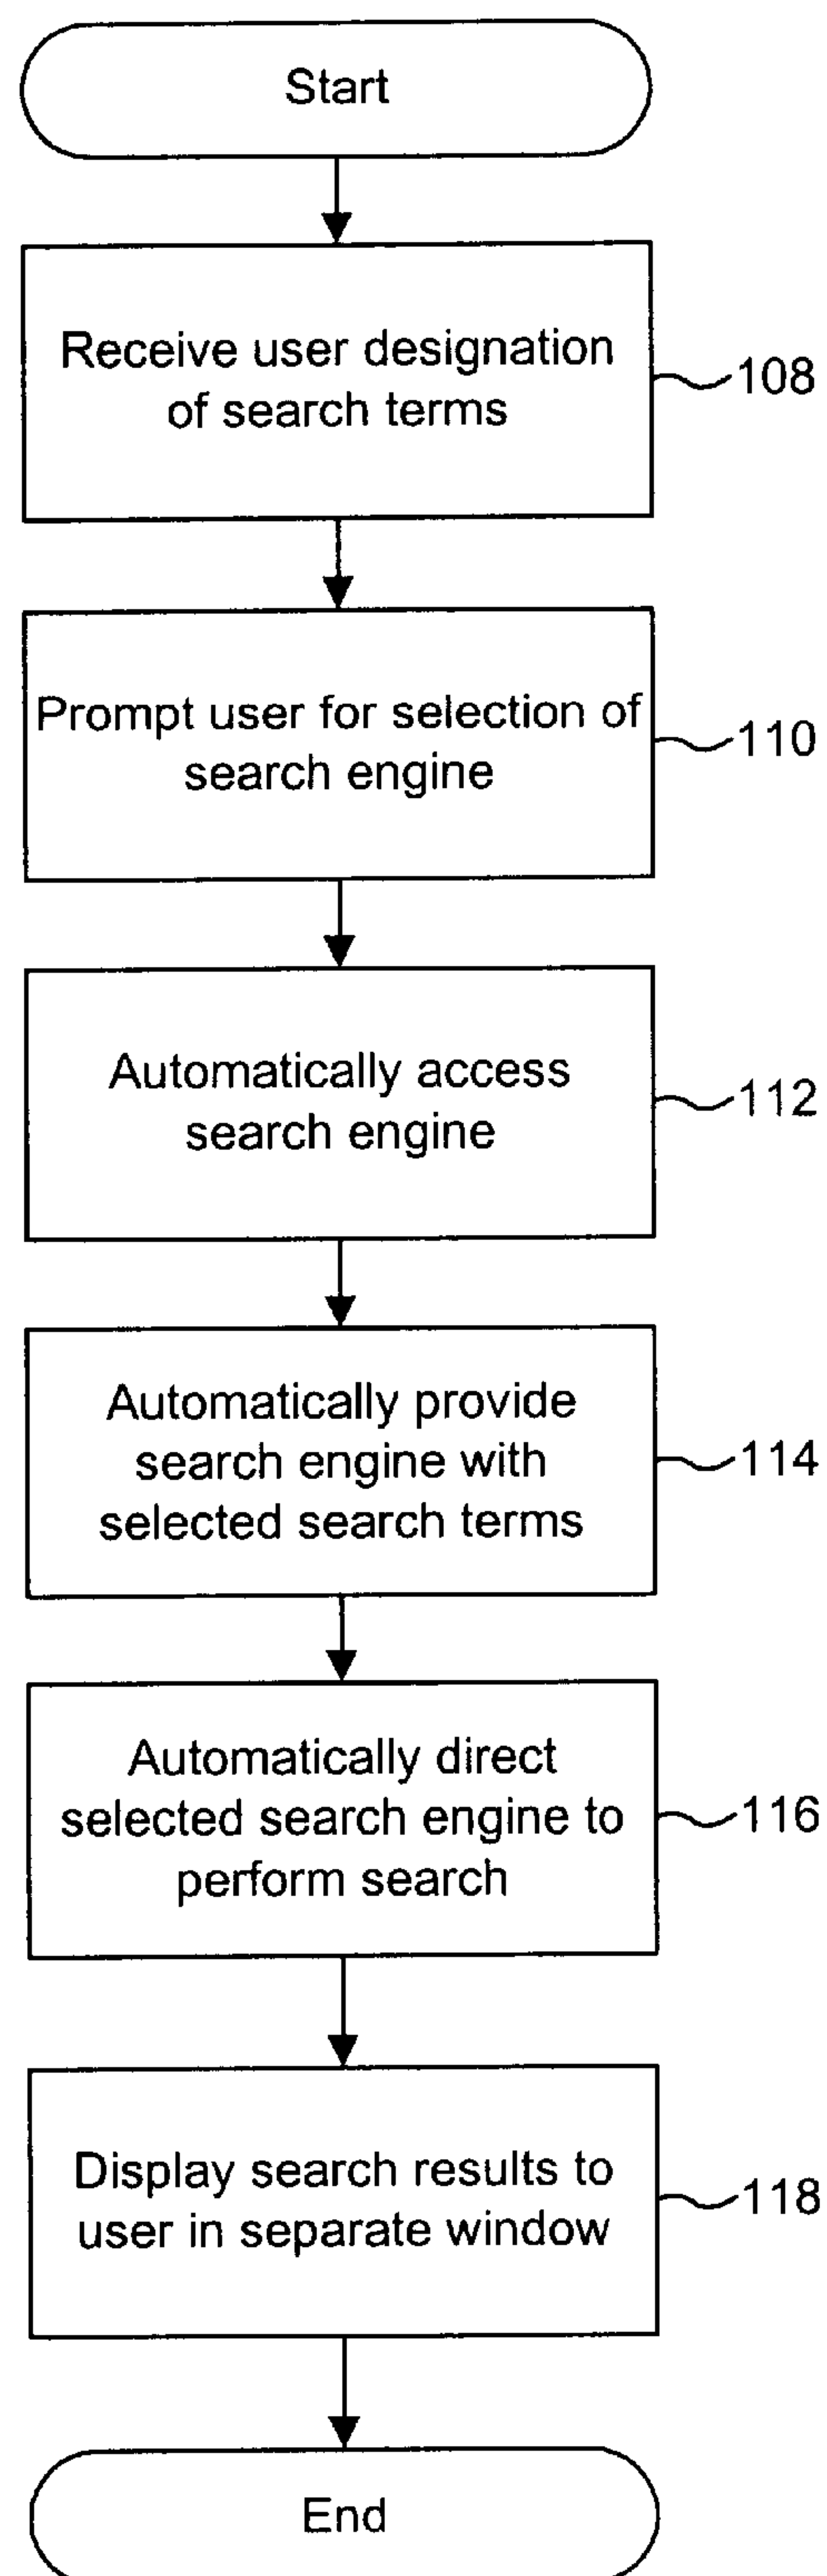 Start
Receive user designation
of search terms
108
Prompt user for selection of
search engine
110
Automatically access
search engine
112
Automatically provide
search engine with
selected search terms
114
Automatically direct
selected search engine to
perform search
116
Display search results to
user in separate window
118
End